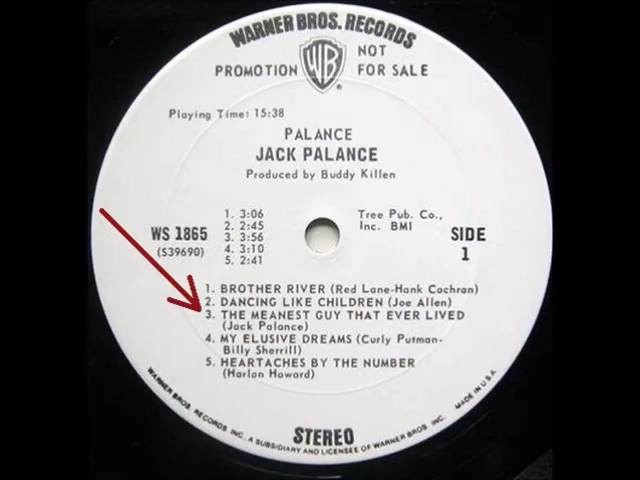 WARNER BROS. RECORDS
PROMOTION NOT FOR SALE
WB
®
Playing Time: 15:38
PALANCE
JACK PALANCE
Produced by Buddy Killen
WS 1865
(S39690)
1. 3:06
2. 2:45
3. 3:56
4. 3:10
5. 2:41
Tree Pub. Co.,
Inc. BMI
SIDE
1
1. BROTHER RIVER (Red Lane-Hank Cochran)
2. DANCING LIKE CHILDREN (Joe Allen)
3. THE MEANEST GUY THAT EVER LIVED
(Jack Palance)
4. MY ELUSIVE DREAMS (Curly Putman-
Billy Sherrill)
5. HEARTACHES BY THE NUMBER
(Harlan Howard)
STEREO
WARNER BROS. RECORDS INC. A SUBSIDIARY AND LICENSEE OF WARNER BROS. INC. MADE IN U.S.A.